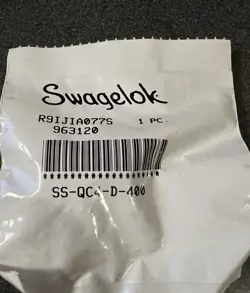 Swagelok
R9IJIA077S 1 PC.
963120
SS-QC4-D-400